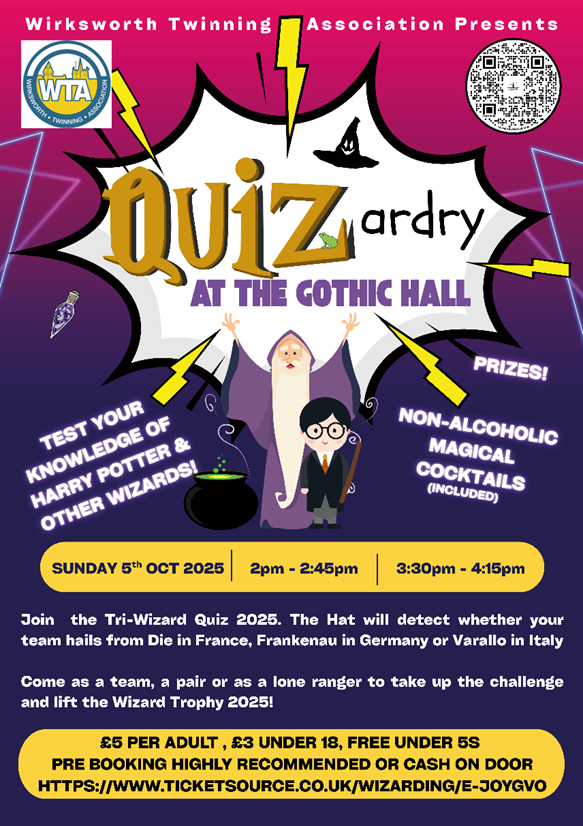 Wirksworth Twinning Association Presents
WTA
WIRKSWORTH • TWINNING • ASSOCIATION
QUiZardry
AT THE GOTHIC HALL
PRIZES!
TEST YOUR
KNOWLEDGE OF
HARRY POTTER &
OTHER WIZARDS!
NON-ALCOHOLIC
MAGICAL
COCKTAILS
(INCLUDED)
SUNDAY 5th OCT 2025 | 2pm - 2:45pm | 3:30pm - 4:15pm
Join the Tri-Wizard Quiz 2025. The Hat will detect whether your
team hails from Die in France, Frankenau in Germany or Varallo in Italy
Come as a team, a pair or as a lone ranger to take up the challenge
and lift the Wizard Trophy 2025!
£5 PER ADULT , £3 UNDER 18, FREE UNDER 5S
PRE BOOKING HIGHLY RECOMMENDED OR CASH ON DOOR
HTTPS://WWW.TICKETSOURCE.CO.UK/WIZARDING/E-JOYGVO